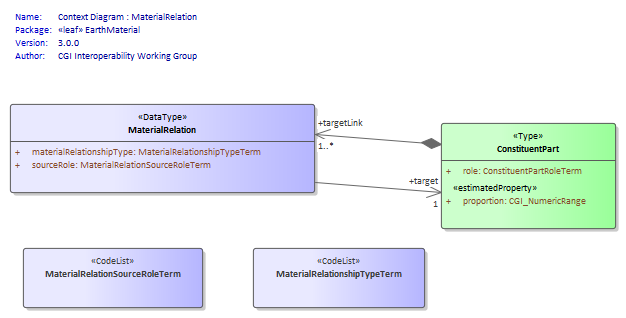 Name: Context Diagram : MaterialRelation
Package: «leaf» EarthMaterial
Version: 3.0.0
Author: CGI Interoperability Working Group
«DataType»
MaterialRelation
+ materialRelationshipType: MaterialRelationshipTypeTerm
+ sourceRole: MaterialRelationSourceRoleTerm
+targetLink
1..*
+target
1
«Type»
ConstituentPart
+ role: ConstituentPartRoleTerm
«estimatedProperty»
+ proportion: CGI_NumericRange
«CodeList»
MaterialRelationSourceRoleTerm
«CodeList»
MaterialRelationshipTypeTerm